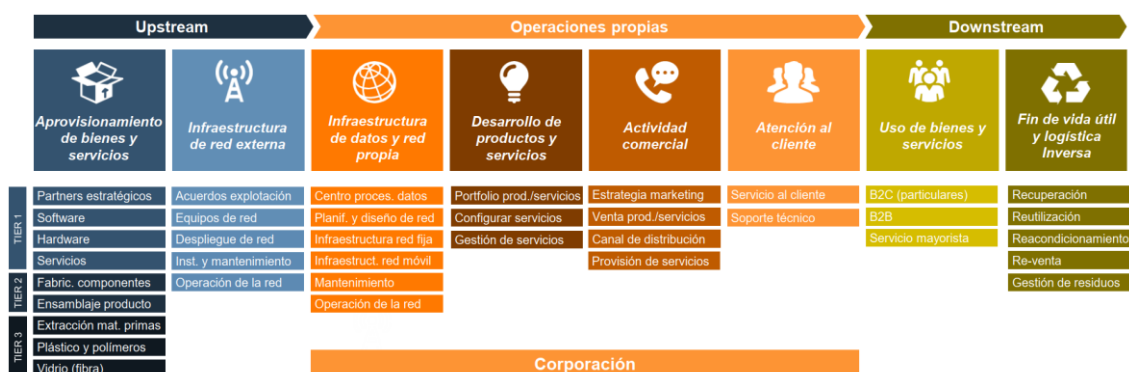 Upstream
Operaciones propias
Downstream
Aprovisionamiento
de bienes y
servicios
Infraestructura
de red externa
Infraestructura
de datos y red
propia
Desarrollo de
productos y
servicios
Actividad
comercial
Atención al
cliente
Uso de bienes y
servicios
Fin de vida útil
y logística
Inversa
TIER 1
Partners estratégicos
Software
Hardware
Servicios
TIER 2
Fabric. componentes
Ensamblaje producto
TIER 3
Extracción mat. primas
Plástico y polímeros
Vidrio (fibra)
Acuerdos explotación
Equipos de red
Despliegue de red
Inst. y mantenimiento
Operación de la red
Centro proces. datos
Planif. y diseño de red
Infraestructura red fija
Infraestruct. red móvil
Mantenimiento
Operación de la red
Portfolio prod./servicios
Configurar servicios
Gestión de servicios
Estrategia marketing
Venta prod./servicios
Canal de distribución
Provisión de servicios
Servicio al cliente
Soporte técnico
B2C (particulares)
B2B
Servicio mayorista
Recuperación
Reutilización
Reacondicionamiento
Re-venta
Gestión de residuos
Corporación